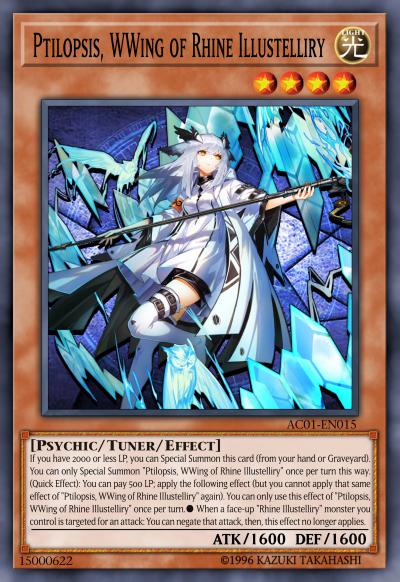 PTILOPSIS, WWING OF RHINE ILLUSTELLIRY
LIGHT
光
AC01-EN015
[PSYCHIC/TUNER/EFFECT]
If you have 2000 or less LP, you can Special Summon this card (from your hand or Graveyard).
You can only Special Summon "Ptilopsis, WWing of Rhine Illustelliry" once per turn this way.
(Quick Effect): You can pay 500 LP; apply the following effect (but you cannot apply that same
effect of "Ptilopsis, WWing of Rhine Illustelliry" again). You can only use this effect of "Ptilopsis,
WWing of Rhine Illustelliry" once per turn.● When a face-up "Rhine Illustelliry" monster you
control is targeted for an attack: You can negate that attack, then, this effect no longer applies.
ATK/1600 DEF/1600
15000622
©1996 KAZUKI TAKAHASHI